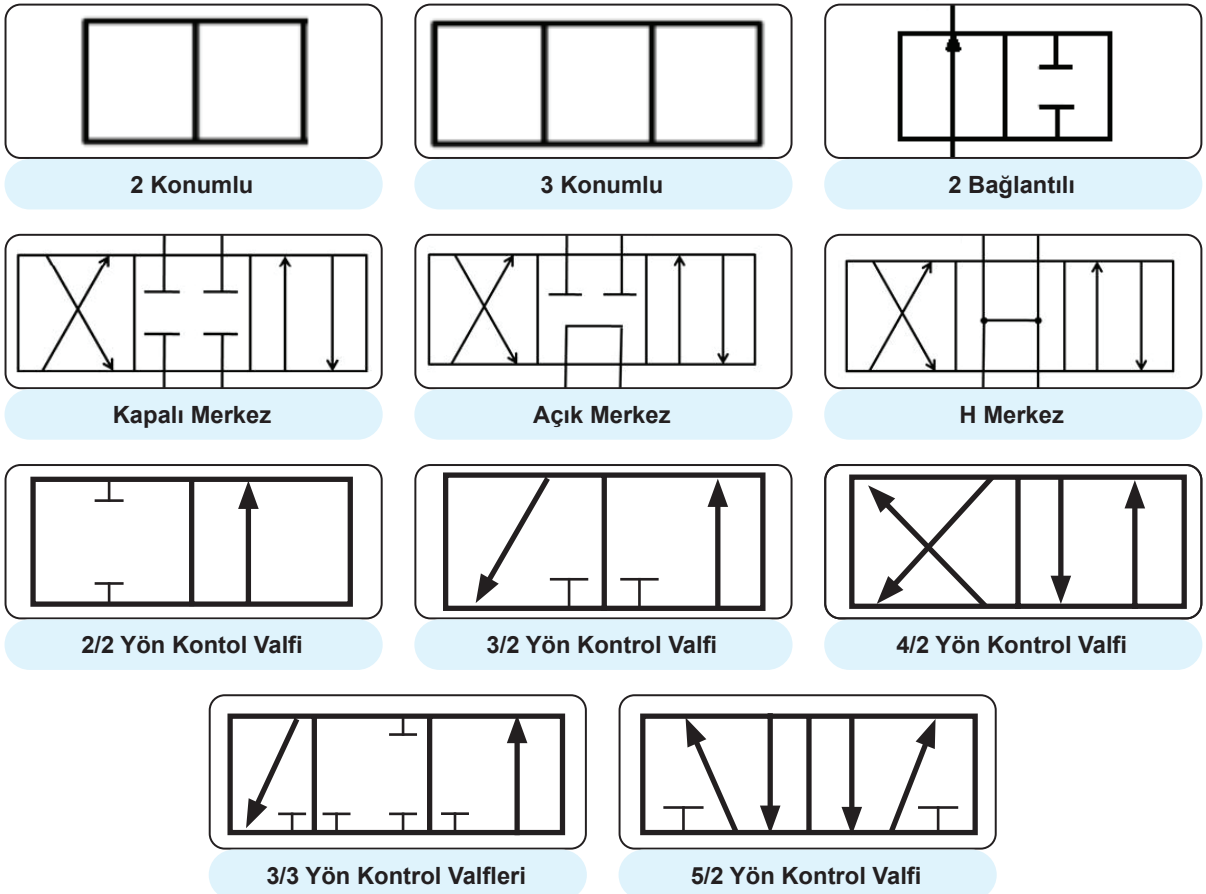 2 Konumlu
3 Konumlu
2 Bağlantılı
Kapalı Merkez
Açık Merkez
H Merkez
2/2 Yön Kontol Valfi
3/2 Yön Kontrol Valfi
4/2 Yön Kontrol Valfi
3/3 Yön Kontrol Valfleri
5/2 Yön Kontrol Valfi